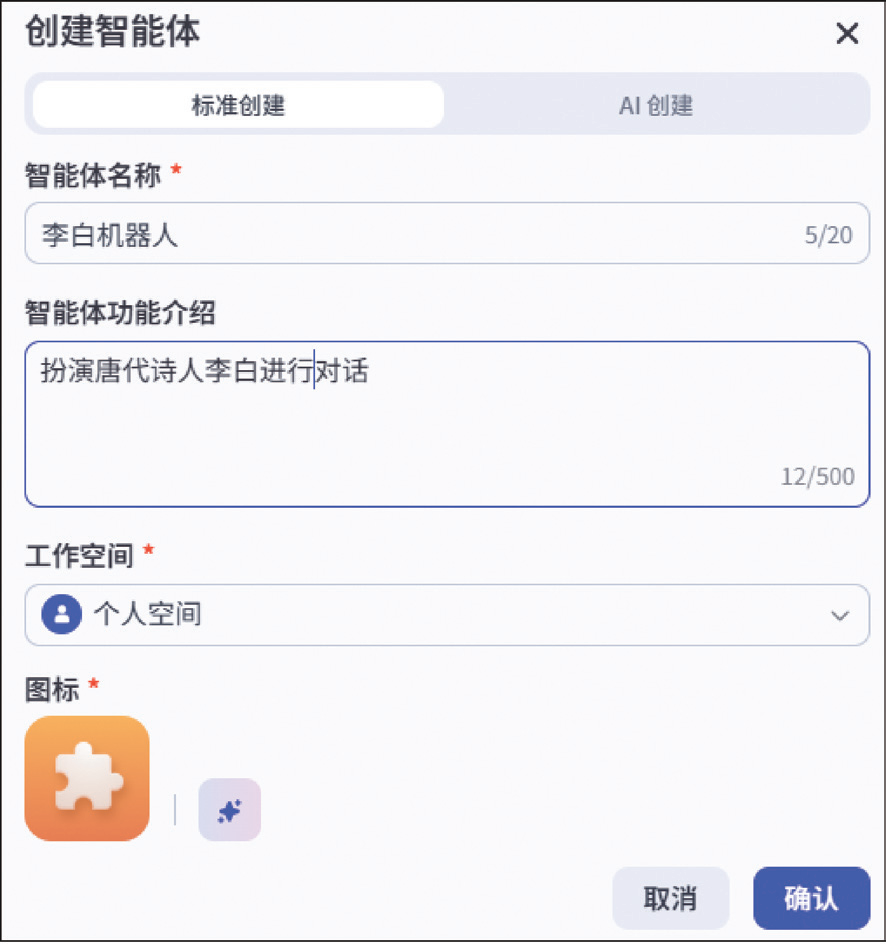 创建智能体
标准创建 AI 创建
智能体名称 *
李白机器人 5/20
智能体功能介绍
扮演唐代诗人李白进行对话
12/500
工作空间 *
个人空间
图标 *
取消 确认